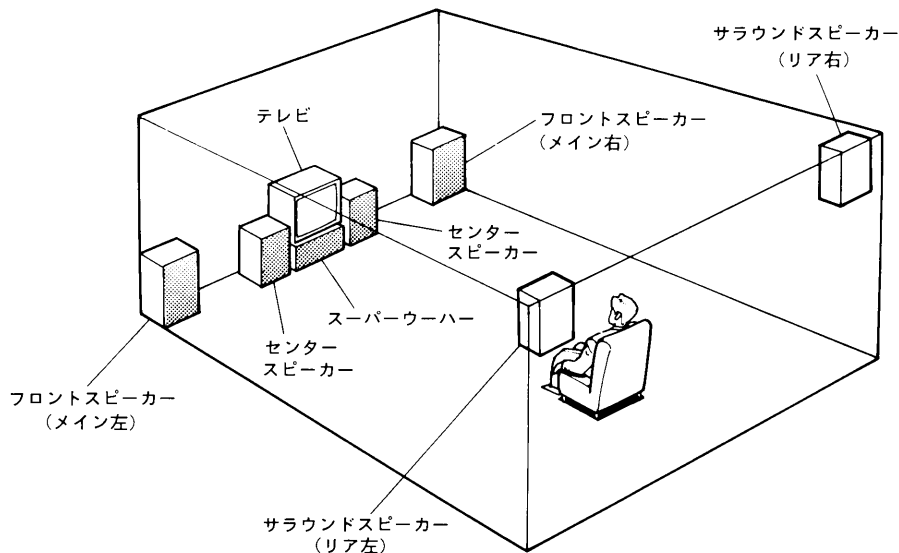 サラウンドスピーカー
（リア右）
テレビ
フロントスピーカー
（メイン右）
センター
スピーカー
スーパーウーハー
センター
スピーカー
フロントスピーカー
（メイン左）
サラウンドスピーカー
（リア左）